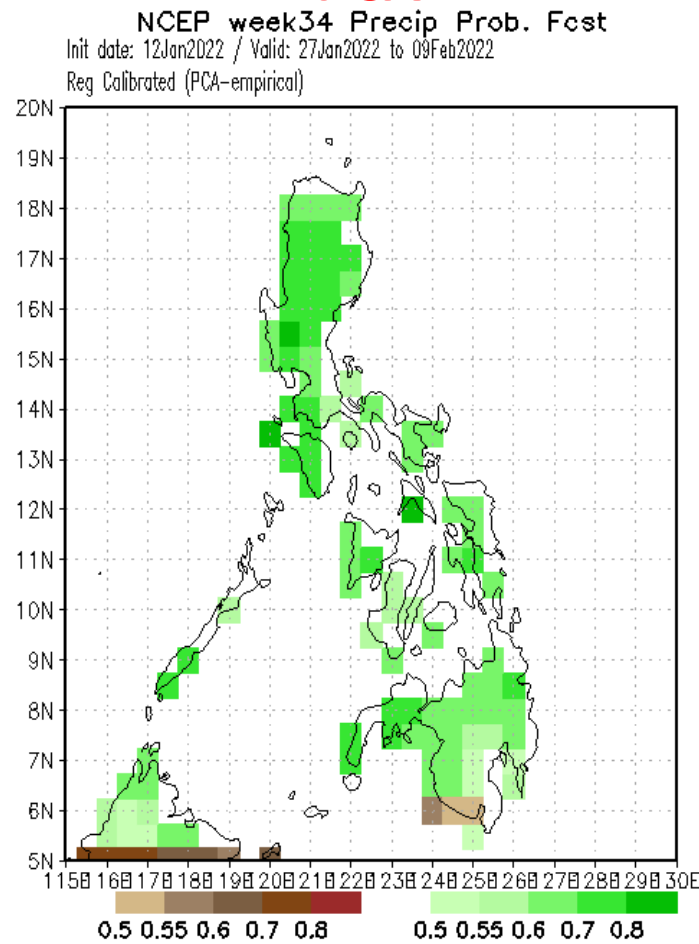 NCEP week34 Precip Prob. Fcst
Init date: 12Jan2022 / Valid: 27Jan2022 to 09Feb2022
Reg Calibrated (PCA-empirical)
20N
19N
18N
17N
16N
15N
14N
13N
12N
11N
10N
9N
8N
7N
6N
5N
0.5 0.55 0.6 0.7 0.8 0.5 0.55 0.6 0.7 0.8